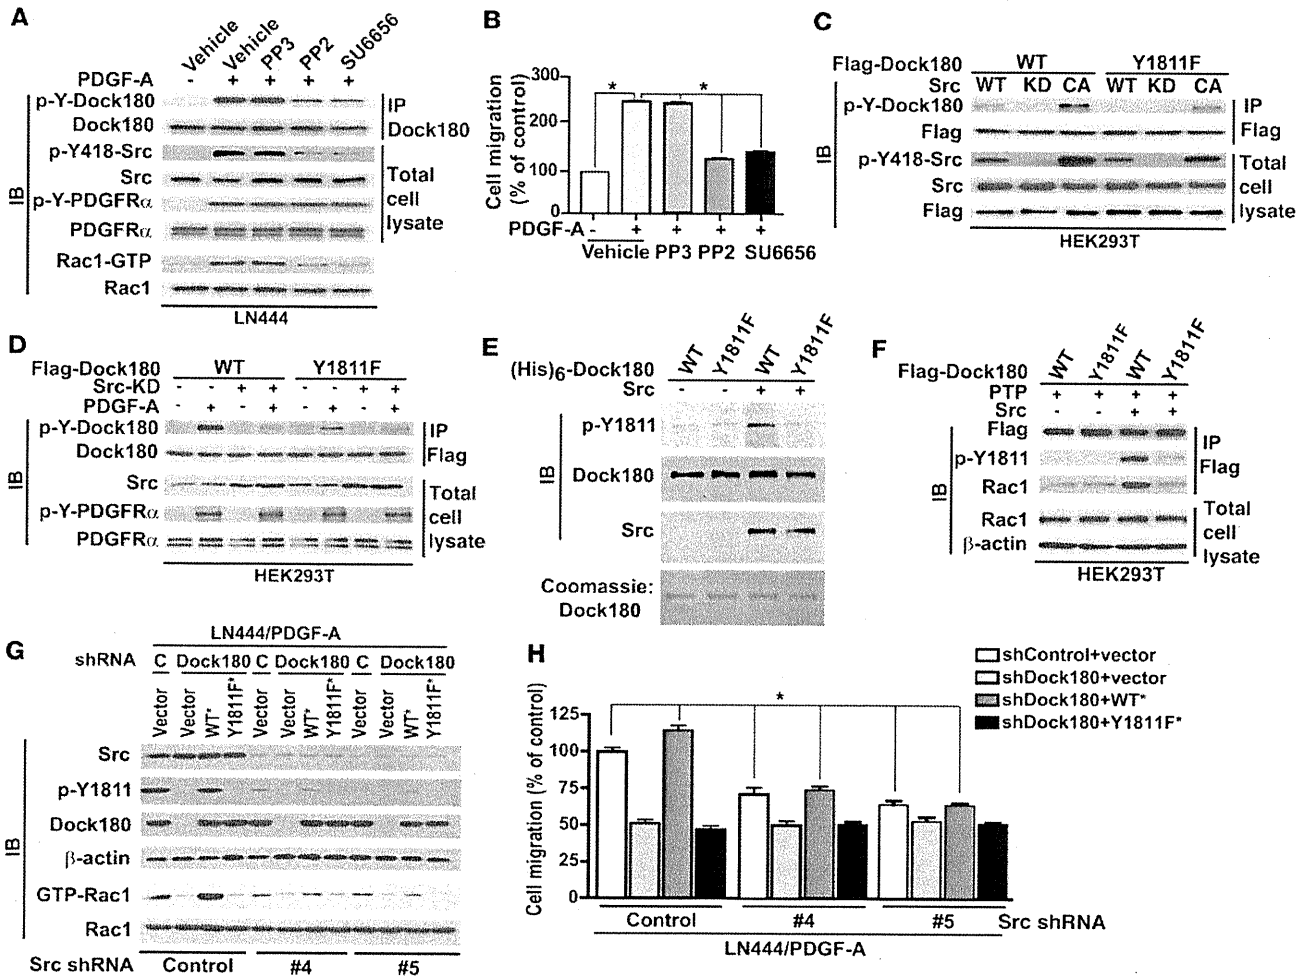 A
Vehicle Vehicle PP3 PP2 SU6656
PDGF-A - + + + +
p-Y-Dock180
Dock180
IP
Dock180
p-Y418-Src
Src
p-Y-PDGFRα
PDGFRα
Rac1-GTP
Rac1
Total
cell
lysate
IB
LN444
B
Cell migration
(% of control)
300
200
100
0
* *
PDGF-A - + + + +
Vehicle PP3 PP2 SU6656
C
Flag-Dock180 WT Y1811F
Src WT KD CA WT KD CA
p-Y-Dock180
Flag
IP
Flag
p-Y418-Src
Src
Flag
Total
cell
lysate
IB
HEK293T
D
Flag-Dock180 WT Y1811F
Src-KD - - + + - - + +
PDGF-A - + - + - + - +
p-Y-Dock180
Dock180
IP
Flag
Src
p-Y-PDGFRα
PDGFRα
Total
cell
lysate
IB
HEK293T
E
(His)6-Dock180 WT Y1811F WT Y1811F
Src - - + +
p-Y1811
Dock180
Src
IB
Coomassie:
Dock180
F
Flag-Dock180 WT Y1811F WT Y1811F
PTP + + + +
Src - - + +
Flag
p-Y1811
Rac1
IP
Flag
Rac1
β-actin
Total
cell
lysate
IB
HEK293T
G
LN444/PDGF-A
shRNA C Dock180 C Dock180 C Dock180
Vector Vector WT* Y1811F* Vector Vector WT* Y1811F* Vector Vector WT* Y1811F*
Src
p-Y1811
Dock180
β-actin
GTP-Rac1
Rac1
IB
Src shRNA Control #4 #5
H
shControl+vector
shDock180+vector
shDock180+WT*
shDock180+Y1811F*
Cell migration (% of control)
125
100
75
50
25
0
*
Control #4 #5 Src shRNA
LN444/PDGF-A